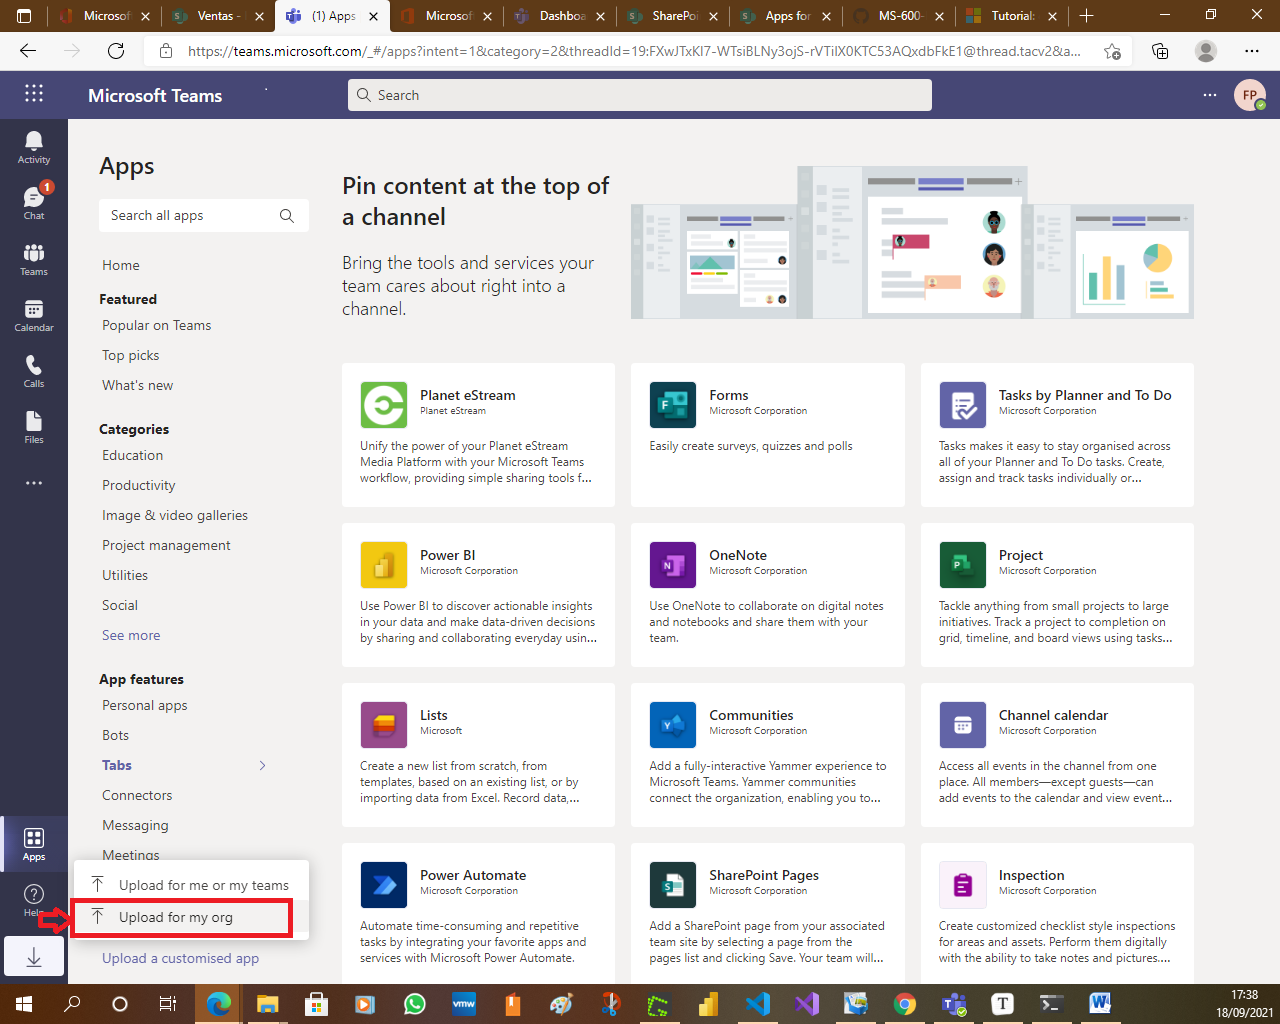 Microsof
Ventas -
(1) Apps
Microsof
Dashboa
SharePoi
Apps for
MS-600-
Tutorial:
https://teams.microsoft.com/_#/apps?intent=1&category=2&threadId=19:FXwJTxKl7-WTsiBLNy3ojS-rVTilX0KTC53AQxdbFkE1@thread.tacv2&a...
Microsoft Teams
Search
FP
Activity
Chat
1
Teams
Calendar
Calls
Files
Apps
Help
Apps
Search all apps
Home
Featured
Popular on Teams
Top picks
What's new
Categories
Education
Productivity
Image & video galleries
Project management
Utilities
Social
See more
App features
Personal apps
Bots
Tabs
Connectors
Messaging
Meetings
Upload for me or my teams
Upload for my org
Upload a customised app
Pin content at the top of
a channel
Bring the tools and services your
team cares about right into a
channel.
Planet eStream
Planet eStream
Unify the power of your Planet eStream
Media Platform with your Microsoft Teams
workflow, providing simple sharing tools f...
Forms
Microsoft Corporation
Easily create surveys, quizzes and polls
Tasks by Planner and To Do
Microsoft Corporation
Tasks makes it easy to stay organised across
all of your Planner and To Do tasks. Create,
assign and track tasks individually or...
Power BI
Microsoft Corporation
Use Power BI to discover actionable insights
in your data and make data-driven decisions
by sharing and collaborating everyday usin...
OneNote
Microsoft Corporation
Use OneNote to collaborate on digital notes
and notebooks and share them with your
team.
Project
Microsoft Corporation
Tackle anything from small projects to large
initiatives. Track a project to completion on
grid, timeline, and board views using tasks...
Lists
Microsoft
Create a new list from scratch, from
templates, based on an existing list, or by
importing data from Excel. Record data,...
Communities
Microsoft Corporation
Add a fully-interactive Yammer experience to
Microsoft Teams. Yammer communities
connect the organization, enabling you to...
Channel calendar
Microsoft Corporation
Access all events in the channel from one
place. All members—except guests—can
add events to the calendar and view event...
Power Automate
Microsoft Corporation
Automate time-consuming and repetitive
tasks by integrating your favorite apps and
services with Microsoft Power Automate.
SharePoint Pages
Microsoft Corporation
Add a SharePoint page from your associated
team site by selecting a page from the
pages list and clicking Save. Your team will...
Inspection
Microsoft Corporation
Create customized checklist style inspections
for areas and assets. Perform them digitally
with the ability to take notes and pictures....
17:38
18/09/2021